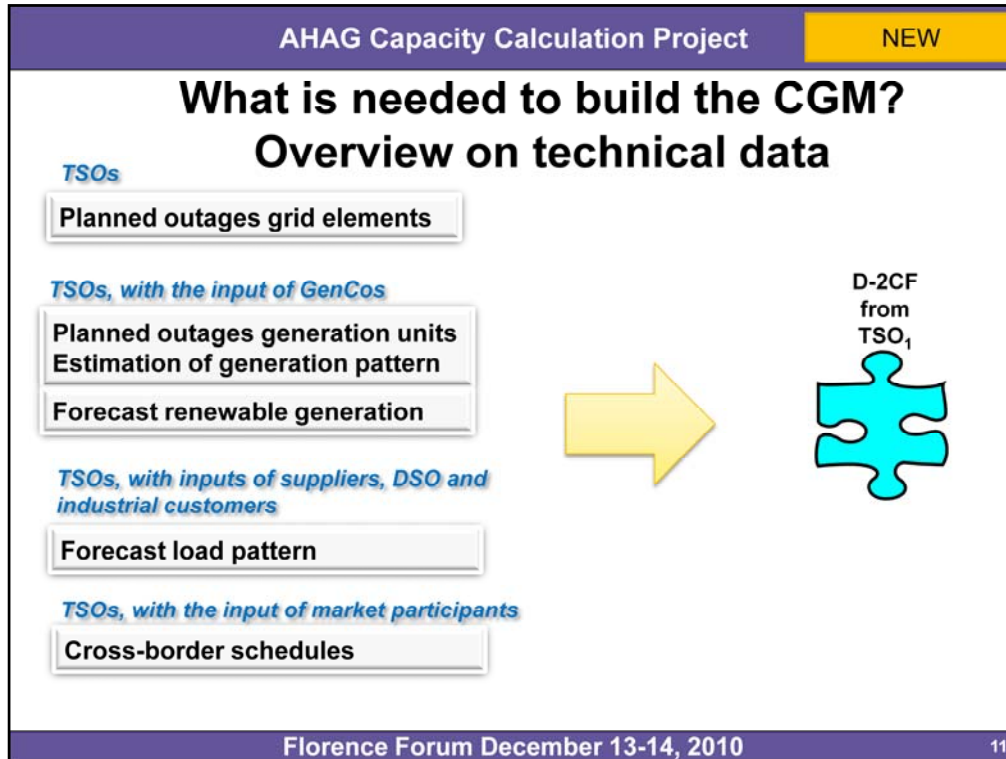 AHAG Capacity Calculation Project
NEW
What is needed to build the CGM?
Overview on technical data
TSOs
Planned outages grid elements
TSOs, with the input of GenCos
Planned outages generation units
Estimation of generation pattern
Forecast renewable generation
TSOs, with inputs of suppliers, DSO and
industrial customers
Forecast load pattern
TSOs, with the input of market participants
Cross-border schedules
D-2CF
from
TSO₁
Florence Forum December 13-14, 2010
11